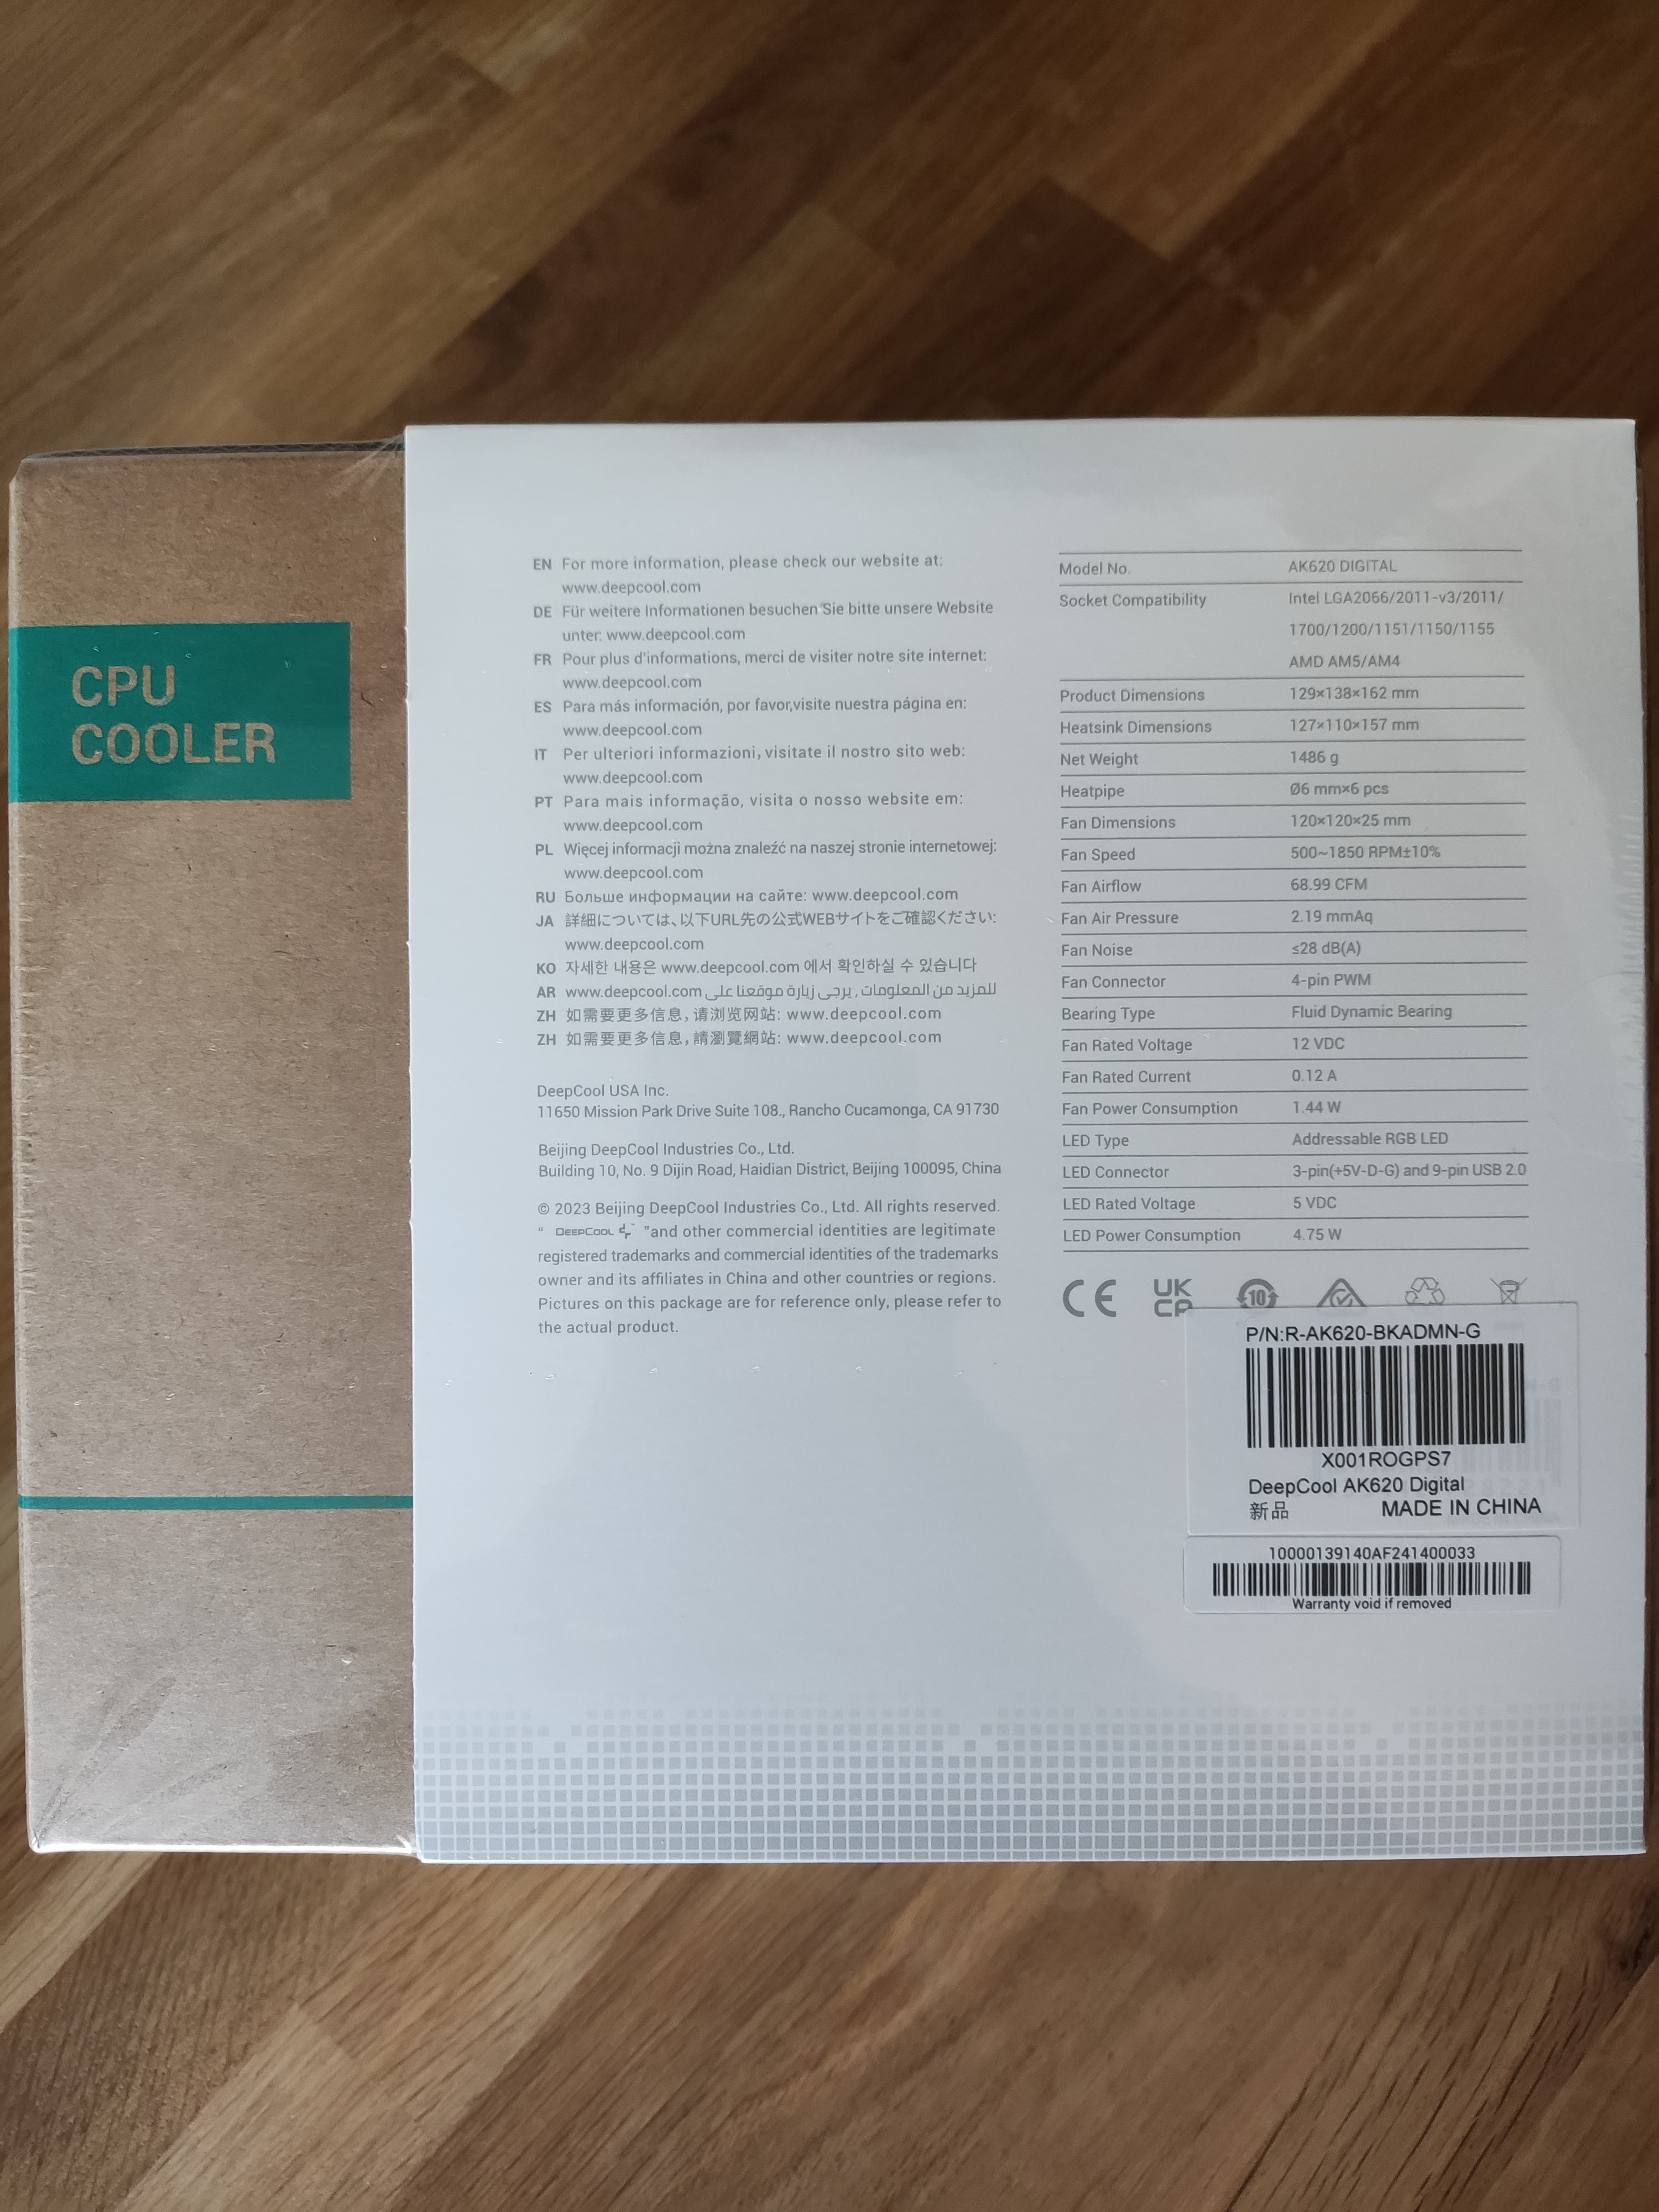 CPU
COOLER
EN For more information, please check our website at:
www.deepcool.com
DE Für weitere Informationen besuchen Sie bitte unsere Website
unter: www.deepcool.com
FR Pour plus d'informations, merci de visiter notre site internet:
www.deepcool.com
ES Para más información, por favor,visite nuestra página en:
www.deepcool.com
IT Per ulteriori informazioni, visitate il nostro sito web:
www.deepcool.com
PT Para mais informação, visita o nosso website em:
www.deepcool.com
PL Więcej informacji można znaleźć na naszej stronie internetowej:
www.deepcool.com
RU Больше информации на сайте: www.deepcool.com
JA 詳細については、以下URL先の公式WEBサイトをご確認ください:
www.deepcool.com
KO 자세한 내용은 www.deepcool.com 에서 확인하실 수 있습니다
AR للمزيد من المعلومات, يرجى زيارة موقعنا على www.deepcool.com
ZH 如需要更多信息, 请浏览网站: www.deepcool.com
ZH 如需要更多信息, 請瀏覽網站: www.deepcool.com
DeepCool USA Inc.
11650 Mission Park Drive Suite 108., Rancho Cucamonga, CA 91730
Beijing DeepCool Industries Co., Ltd.
Building 10, No. 9 Dijin Road, Haidian District, Beijing 100095, China
© 2023 Beijing DeepCool Industries Co., Ltd. All rights reserved.
" DEEPCOOL "and other commercial identities are legitimate
registered trademarks and commercial identities of the trademarks
owner and its affiliates in China and other countries or regions.
Pictures on this package are for reference only, please refer to
the actual product.
Model No. AK620 DIGITAL
Socket Compatibility Intel LGA2066/2011-v3/2011/
1700/1200/1151/1150/1155
AMD AM5/AM4
Product Dimensions 129×138×162 mm
Heatsink Dimensions 127×110×157 mm
Net Weight 1486 g
Heatpipe Ø6 mm×6 pcs
Fan Dimensions 120×120×25 mm
Fan Speed 500~1850 RPM±10%
Fan Airflow 68.99 CFM
Fan Air Pressure 2.19 mmAq
Fan Noise ≤28 dB(A)
Fan Connector 4-pin PWM
Bearing Type Fluid Dynamic Bearing
Fan Rated Voltage 12 VDC
Fan Rated Current 0.12 A
Fan Power Consumption 1.44 W
LED Type Addressable RGB LED
LED Connector 3-pin(+5V-D-G) and 9-pin USB 2.0
LED Rated Voltage 5 VDC
LED Power Consumption 4.75 W
CE UK CA 10
P/N:R-AK620-BKADMN-G
X001ROGPS7
DeepCool AK620 Digital
新品 MADE IN CHINA
10000139140AF241400033
Warranty void if removed